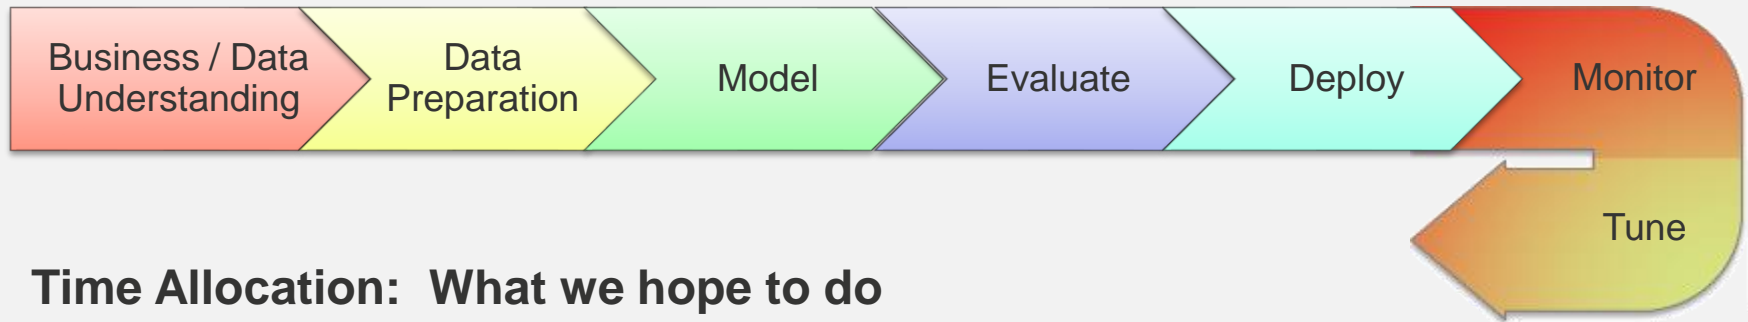 Business / Data
Understanding
Data
Preparation
Model
Evaluate
Deploy
Monitor
Tune
Time Allocation:  What we hope to do